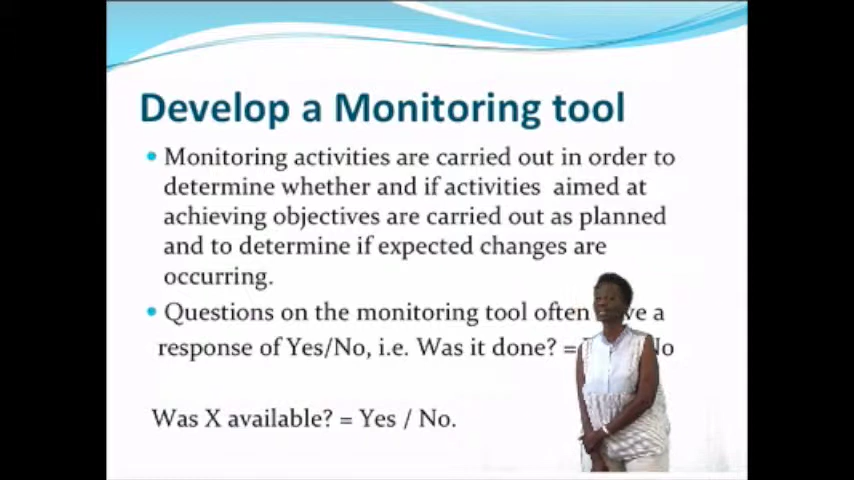 Develop a Monitoring tool
• Monitoring activities are carried out in order to
determine whether and if activities aimed at
achieving objectives are carried out as planned
and to determine if expected changes are
occurring.
• Questions on the monitoring tool often a
response of Yes/No, i.e. Was it done? =
Was X available? = Yes / No.